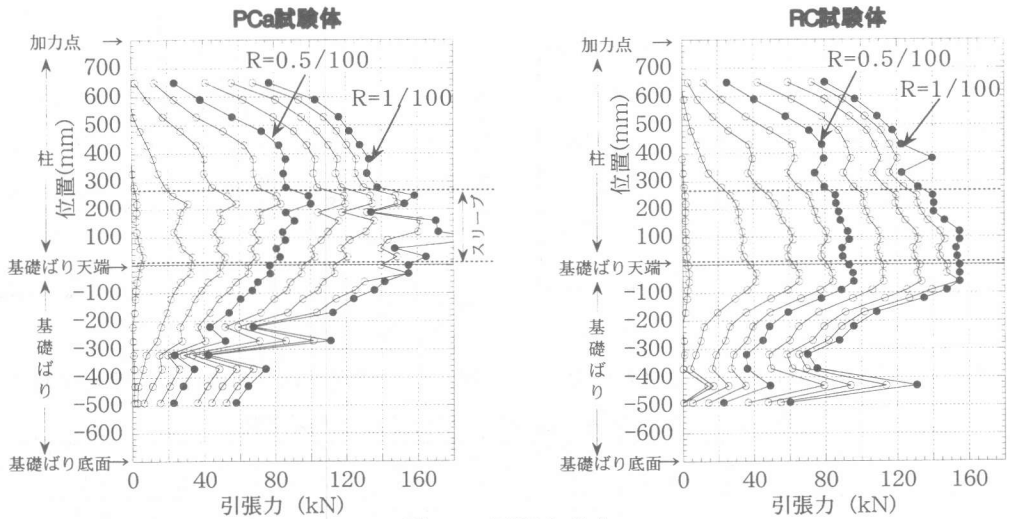 PCa試験体
加力点
700
600
500
400
300
200
100
0
-100
-200
-300
-400
-500
-600
柱
位置(mm)
基礎ばり天端
基礎ばり
基礎ばり底面
R=0.5/100
R=1/100
スリーブ
0 40 80 120 160
引張力 (kN)
RC試験体
加力点
700
600
500
400
300
200
100
0
-100
-200
-300
-400
-500
-600
柱
位置(mm)
基礎ばり天端
基礎ばり
基礎ばり底面
R=0.5/100
R=1/100
0 40 80 120 160
引張力 (kN)